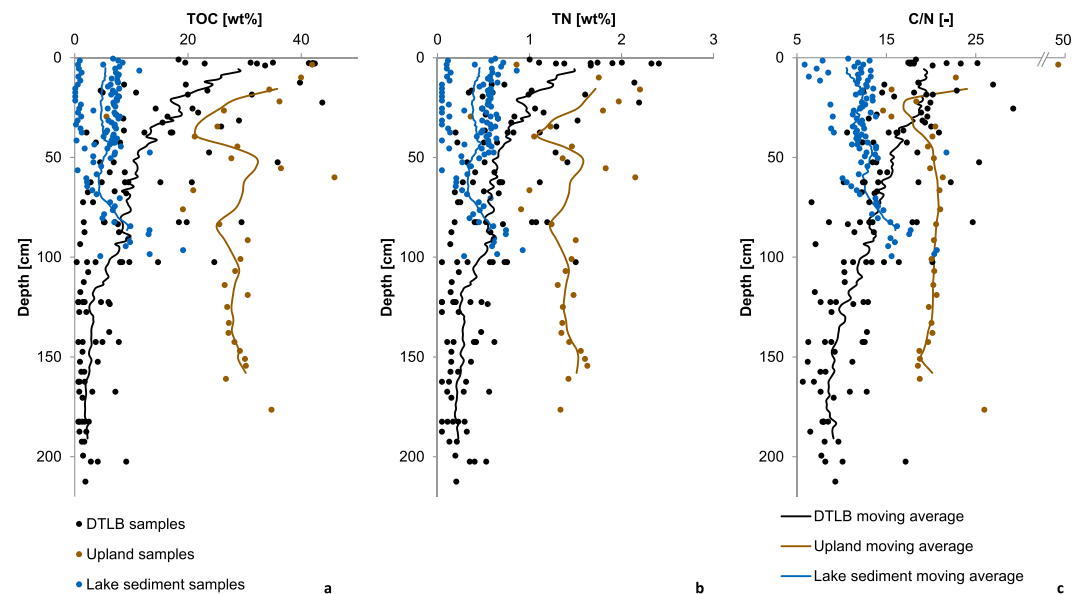 TOC [wt%]
0 20 40
TN [wt%]
0 1 2 3
C/N [-]
5 15 25 50
Depth [cm]
0
50
100
150
200
Depth [cm]
0
50
100
150
200
Depth [cm]
0
50
100
150
200
DTLB samples
Upland samples
Lake sediment samples
a
b
DTLB moving average
Upland moving average
Lake sediment moving average
c